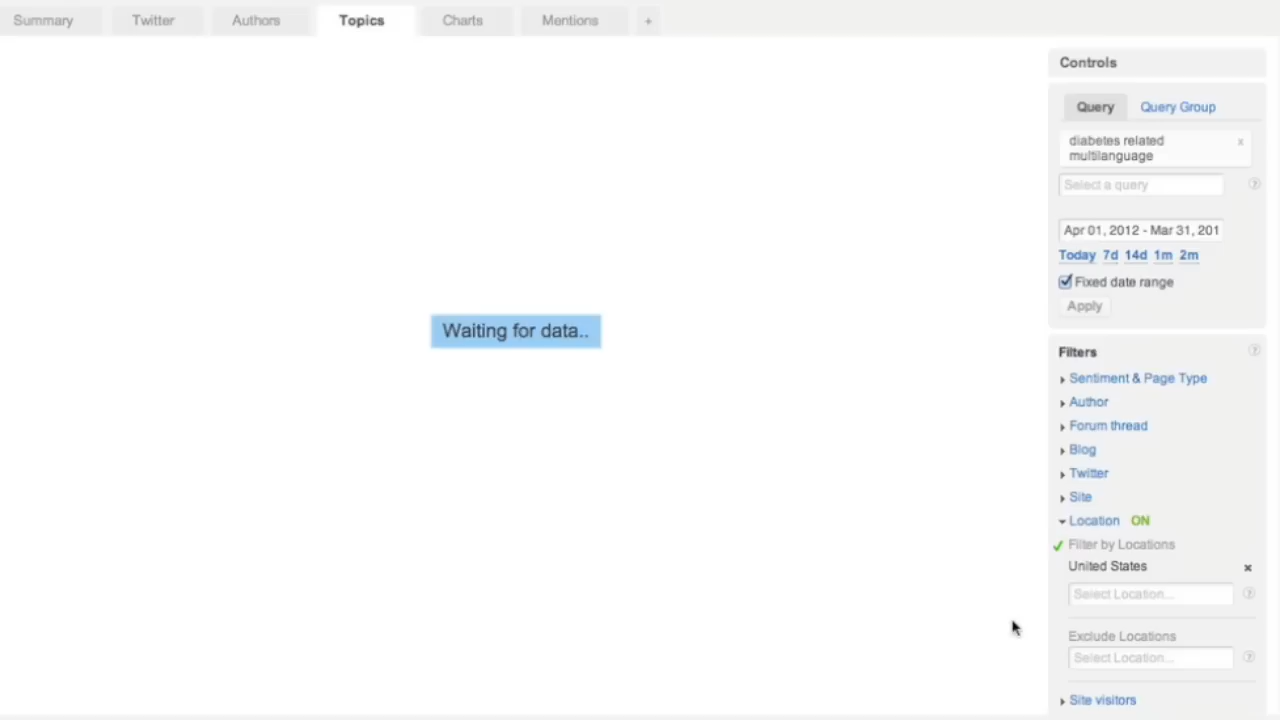 Summary Twitter Authors Topics Charts Mentions +
Controls
Query Query Group
diabetes related x
multilanguage
Select a query ?
Apr 01, 2012 - Mar 31, 201
Today 7d 14d 1m 2m
Fixed date range
Apply
Waiting for data..
Filters ?
Sentiment & Page Type
Author
Forum thread
Blog
Twitter
Site
Location ON
Filter by Locations
United States x
Select Location... ?
Exclude Locations
Select Location... ?
Site visitors